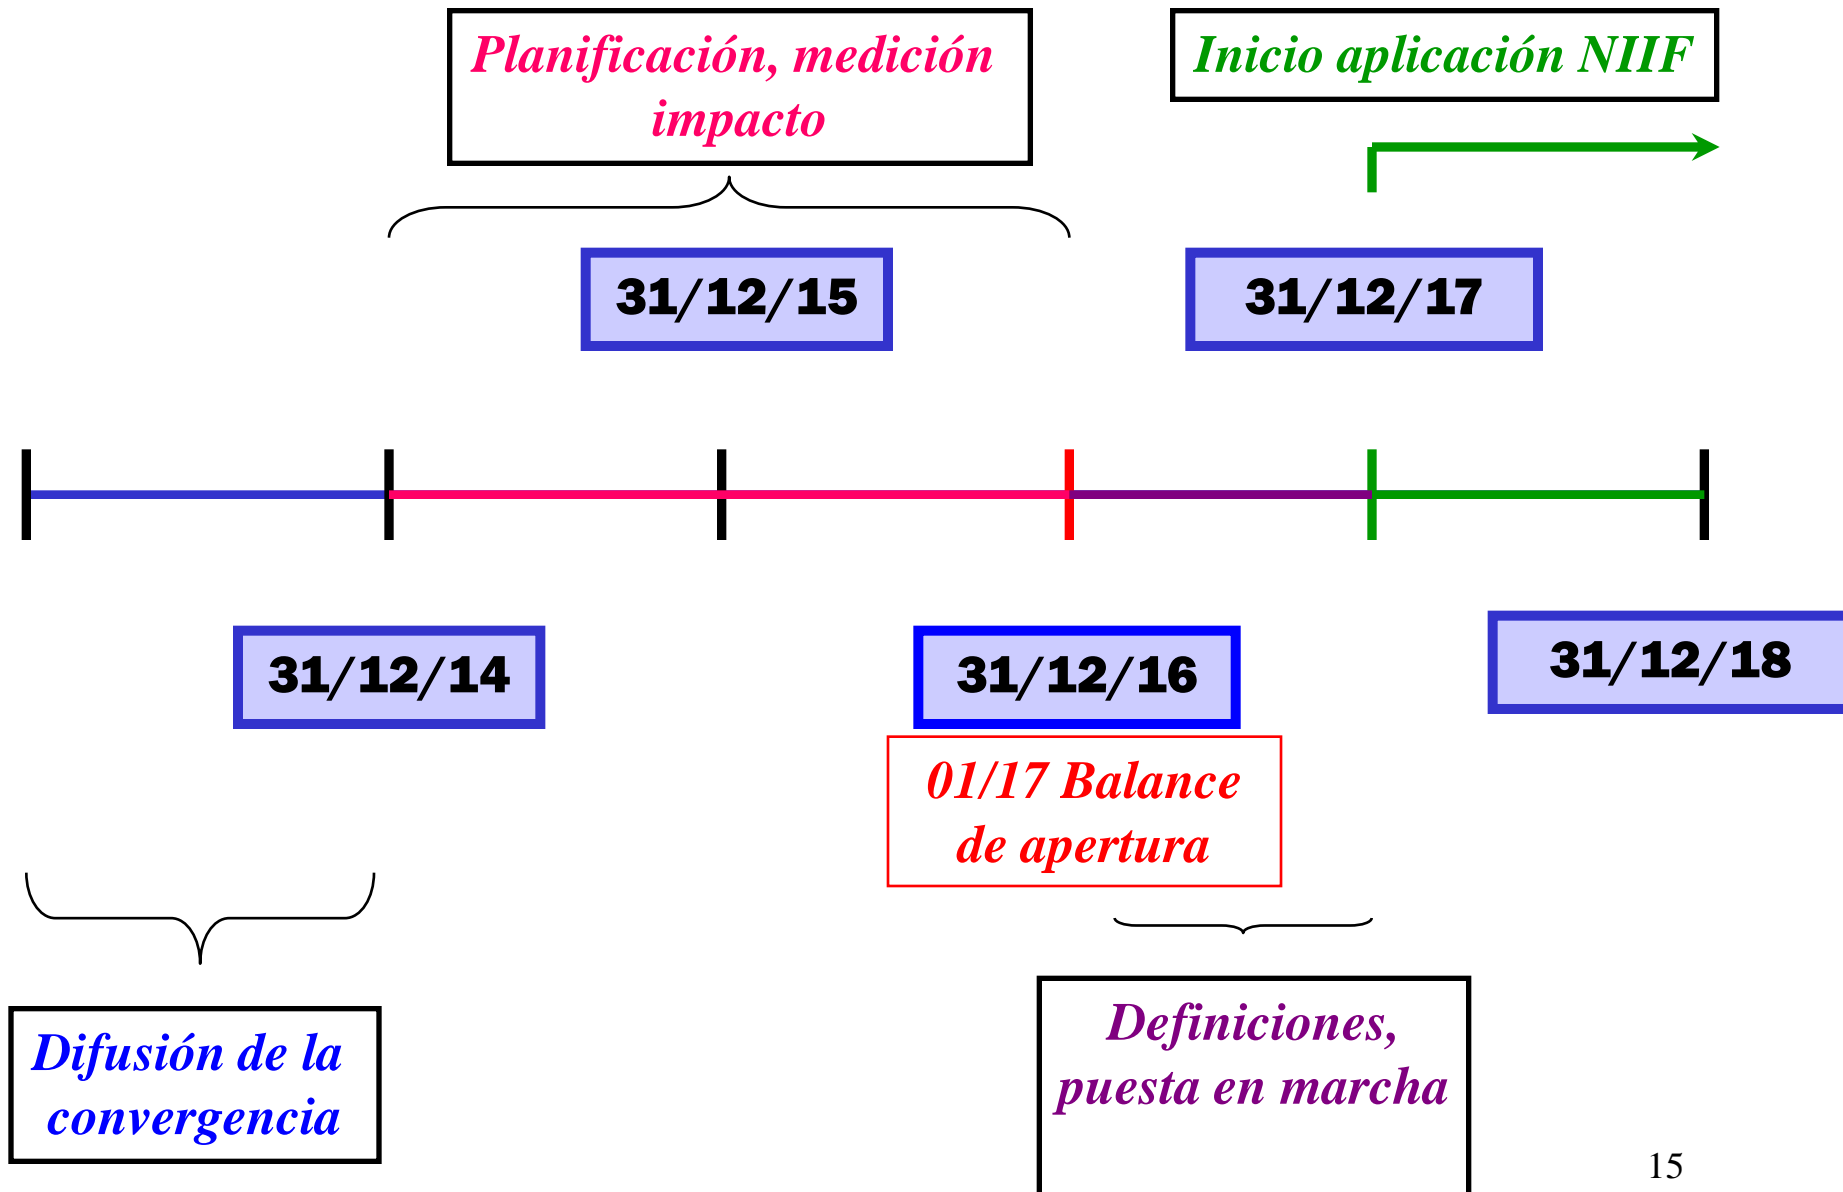 Planificación, medición
impacto
Inicio aplicación NIIF
31/12/15
31/12/17
31/12/14
31/12/16
31/12/18
01/17 Balance
de apertura
Difusión de la
convergencia
Definiciones,
puesta en marcha
15